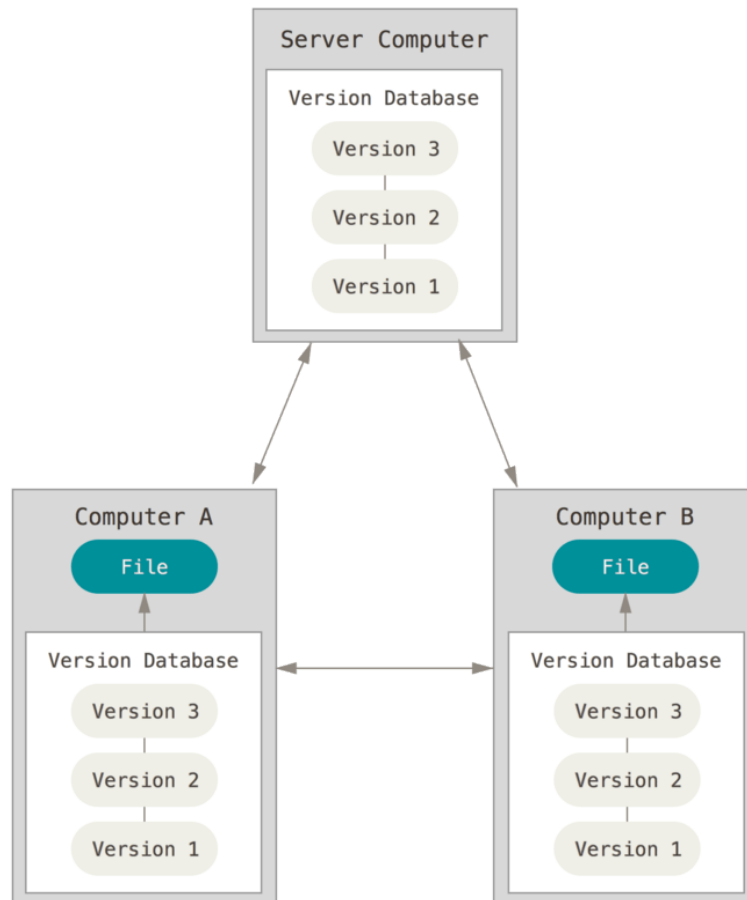 Server Computer
Version Database
Version 3
Version 2
Version 1
Computer A
File
Version Database
Version 3
Version 2
Version 1
Computer B
File
Version Database
Version 3
Version 2
Version 1